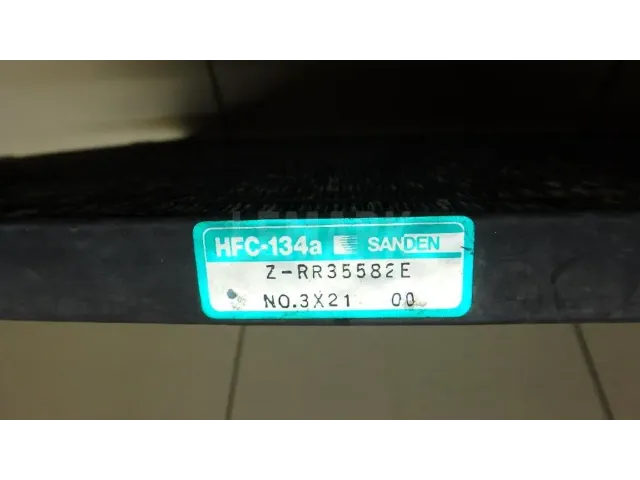 HFC-134a SANDEN
Z-RR35582E
NO.3X21 00